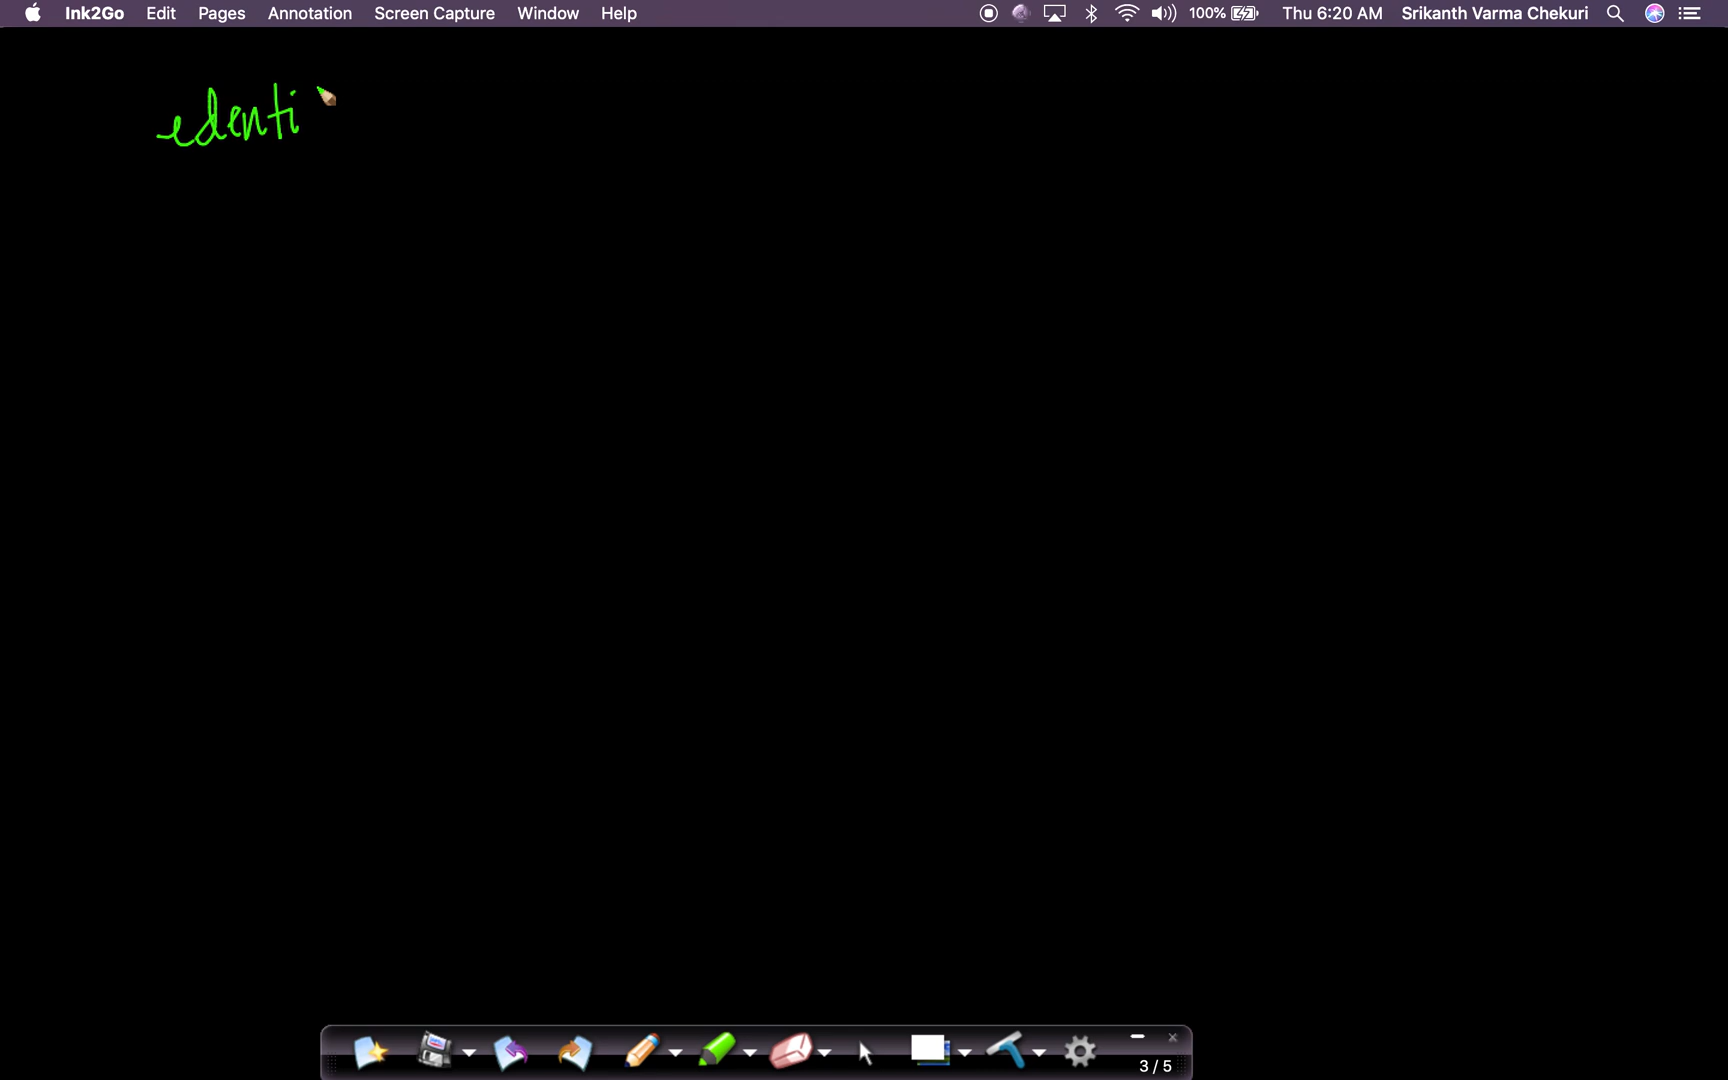 Ink2Go Edit Pages Annotation Screen Capture Window Help 100% Thu 6:20 AM Srikanth Varma Chekuri
edenti
3 / 5